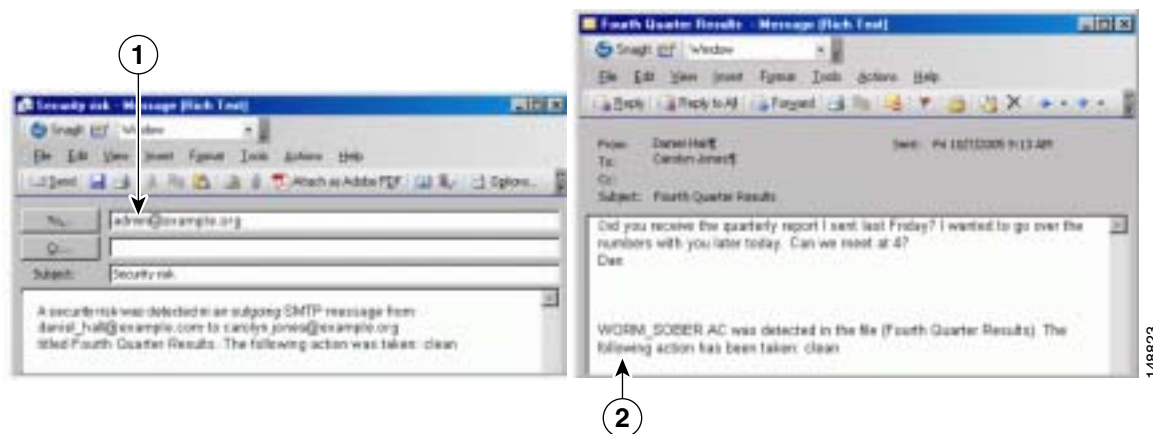 1
Security risk - Message (Rich Text)
SnagIt Window
File Edit View Insert Format Tools Actions Help
Send Attach as Adobe PDF Options...
To... admin@example.org
Cc...
Subject: Security risk
A security risk was detected in an outgoing SMTP message from
daniel_hall@example.com to carolyn.jones@example.org
titled Fourth Quarter Results. The following action was taken: clean
Fourth Quarter Results - Message (Rich Text)
SnagIt Window
File Edit View Insert Format Tools Actions Help
Reply Reply to All Forward
From: Daniel Hall Sent: Fri 9:13 AM
To: Carolyn Jones
Cc:
Subject: Fourth Quarter Results
Did you receive the quarterly report I sent last Friday? I wanted to go over the
numbers with you later today. Can we meet at 4?
Dan
WORM_SOBER.AC was detected in the file (Fourth Quarter Results). The
following action has been taken: clean
2
148823